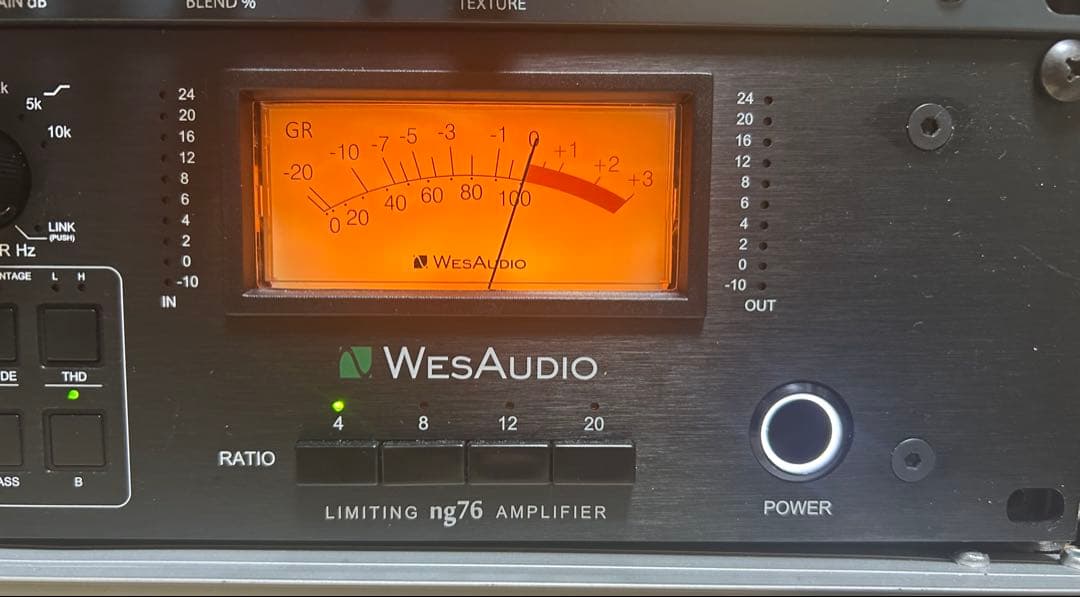 BLEND %
TEXTURE
5k
10k
LINK
(PUSH)
R Hz
L H
THD
B
24
20
16
12
8
6
4
2
0
-10
IN
GR
-20 -10 -7 -5 -3 -1 0 +1 +2 +3
0 20 40 60 80 100
WESAUDIO
24
20
16
12
8
6
4
2
0
-10
OUT
WESAUDIO
4 8 12 20
RATIO
LIMITING ng76 AMPLIFIER
POWER